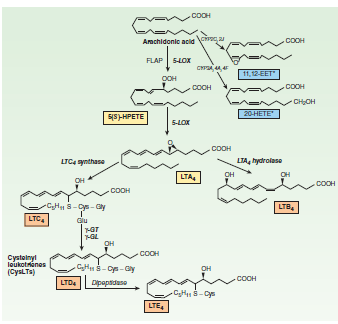 COOH
Arachidonic acid
CYP2C, 2J
COOH
O
FLAP 5-LOX
11,12-EET*
CYP2A, 4A, 4F
OOH
COOH
COOH
CH₂OH
5(S)-HPETE
20-HETE*
5-LOX
O
COOH
LTC₄ synthase
LTA₄ hydrolase
LTA₄
OH
COOH
OH
OH
COOH
C₅H₁₁ S – Cys – Gly
LTC₄
LTB₄
Glu
γ-GT
γ-GL
OH
COOH
Cysteinyl
leukotrienes
(CysLTs)
C₅H₁₁ S – Cys – Gly
OH
LTD₄
Dipeptidase
COOH
C₅H₁₁ S – Cys
LTE₄